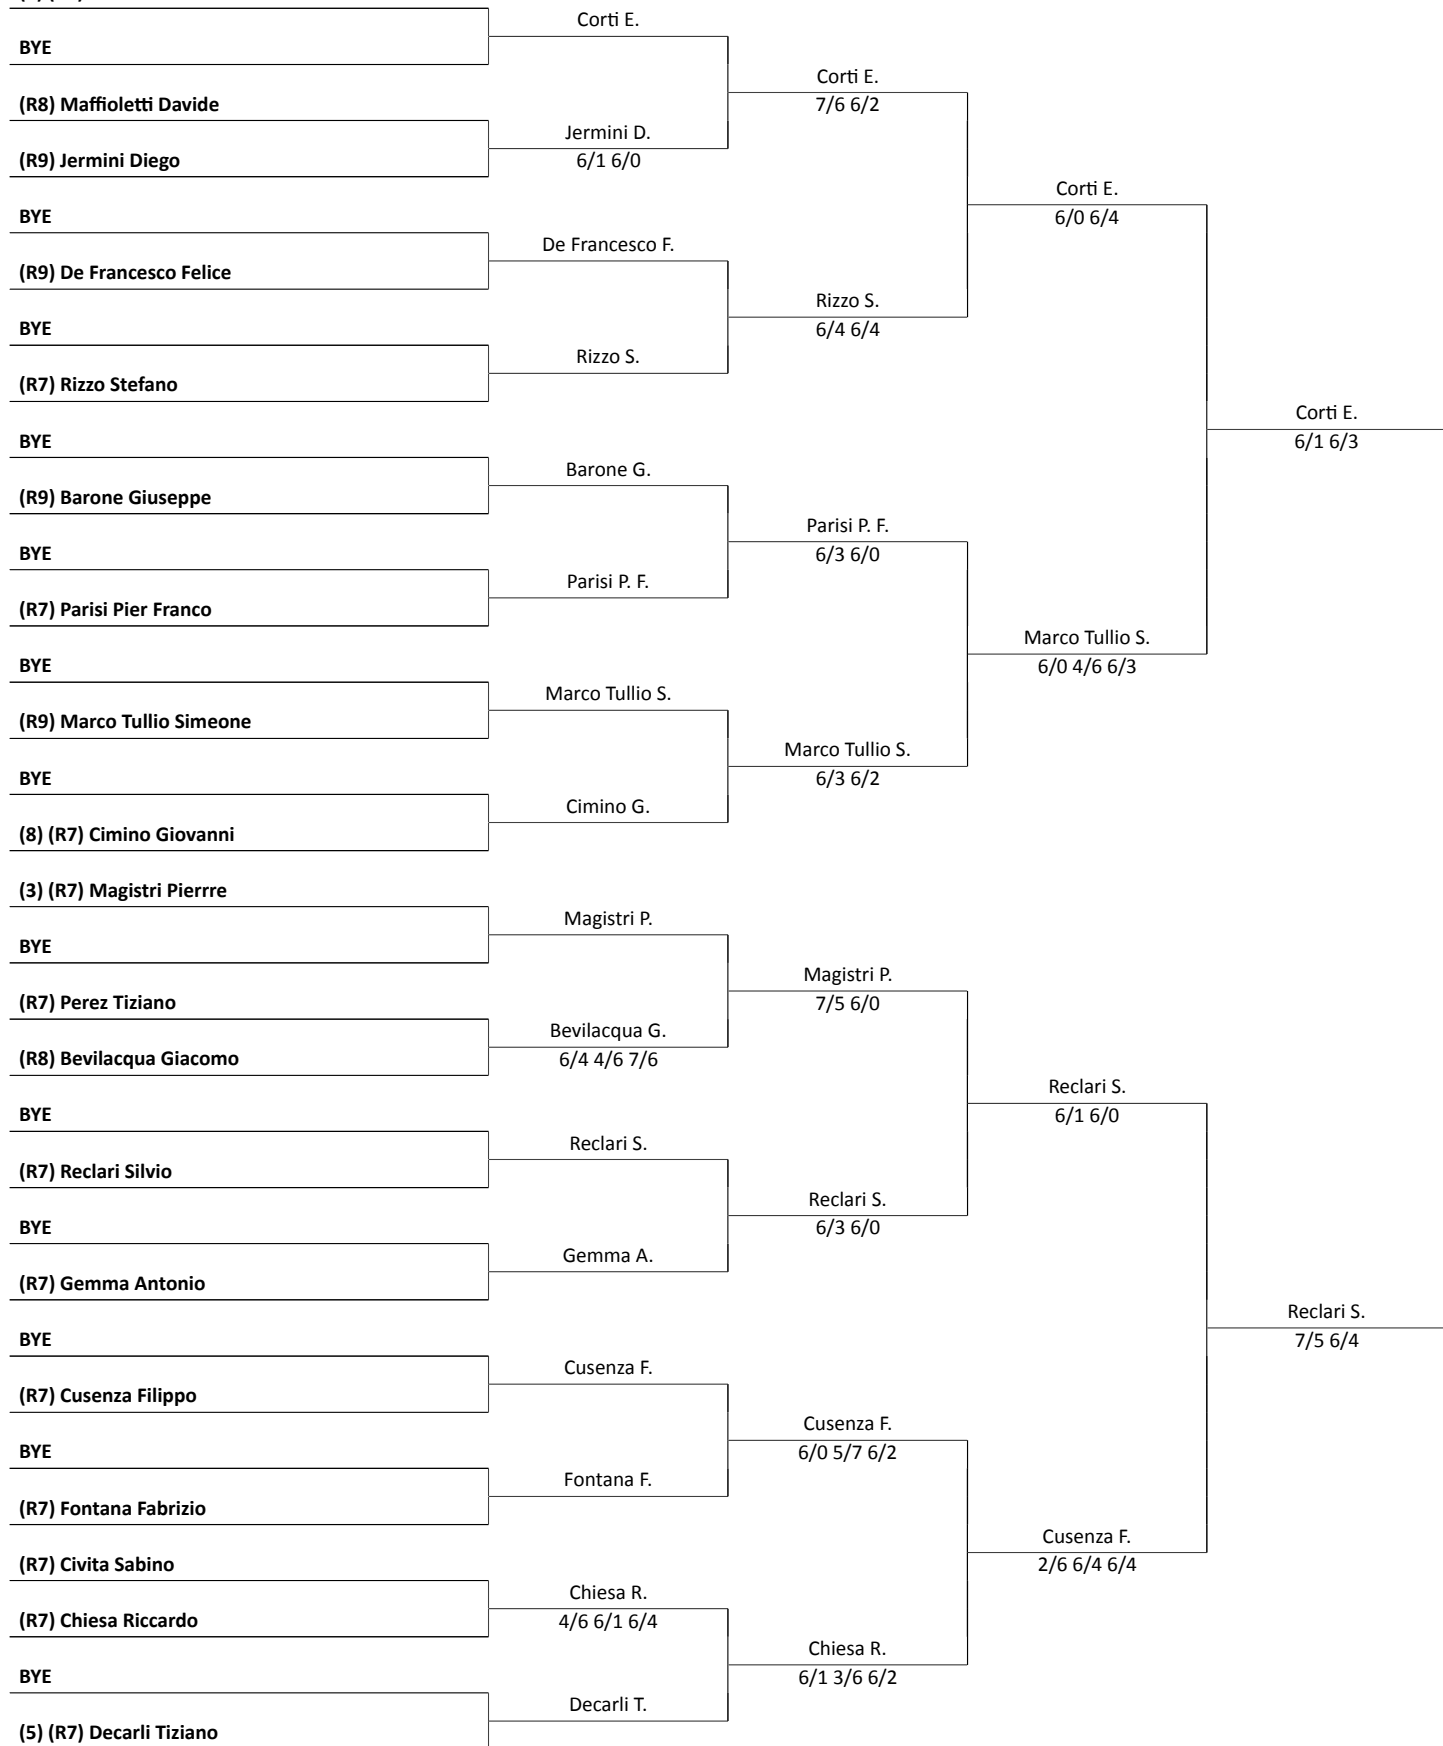 Corti E.
BYE
Corti E.
(R8) Maffioletti Davide
7/6 6/2
Jermini D.
(R9) Jermini Diego
6/1 6/0
Corti E.
BYE
6/0 6/4
De Francesco F.
(R9) De Francesco Felice
Rizzo S.
BYE
6/4 6/4
Rizzo S.
(R7) Rizzo Stefano
Corti E.
BYE
6/1 6/3
Barone G.
(R9) Barone Giuseppe
Parisi P. F.
BYE
6/3 6/0
Parisi P. F.
(R7) Parisi Pier Franco
Marco Tullio S.
BYE
6/0 4/6 6/3
Marco Tullio S.
(R9) Marco Tullio Simeone
Marco Tullio S.
BYE
6/3 6/2
Cimino G.
(8) (R7) Cimino Giovanni
(3) (R7) Magistri Pierrre
Magistri P.
BYE
Magistri P.
(R7) Perez Tiziano
7/5 6/0
Bevilacqua G.
(R8) Bevilacqua Giacomo
6/4 4/6 7/6
Reclari S.
BYE
6/1 6/0
Reclari S.
(R7) Reclari Silvio
Reclari S.
BYE
6/3 6/0
Gemma A.
(R7) Gemma Antonio
Reclari S.
BYE
7/5 6/4
Cusenza F.
(R7) Cusenza Filippo
Cusenza F.
BYE
6/0 5/7 6/2
Fontana F.
(R7) Fontana Fabrizio
Cusenza F.
(R7) Civita Sabino
2/6 6/4 6/4
Chiesa R.
(R7) Chiesa Riccardo
4/6 6/1 6/4
Chiesa R.
BYE
6/1 3/6 6/2
Decarli T.
(5) (R7) Decarli Tiziano